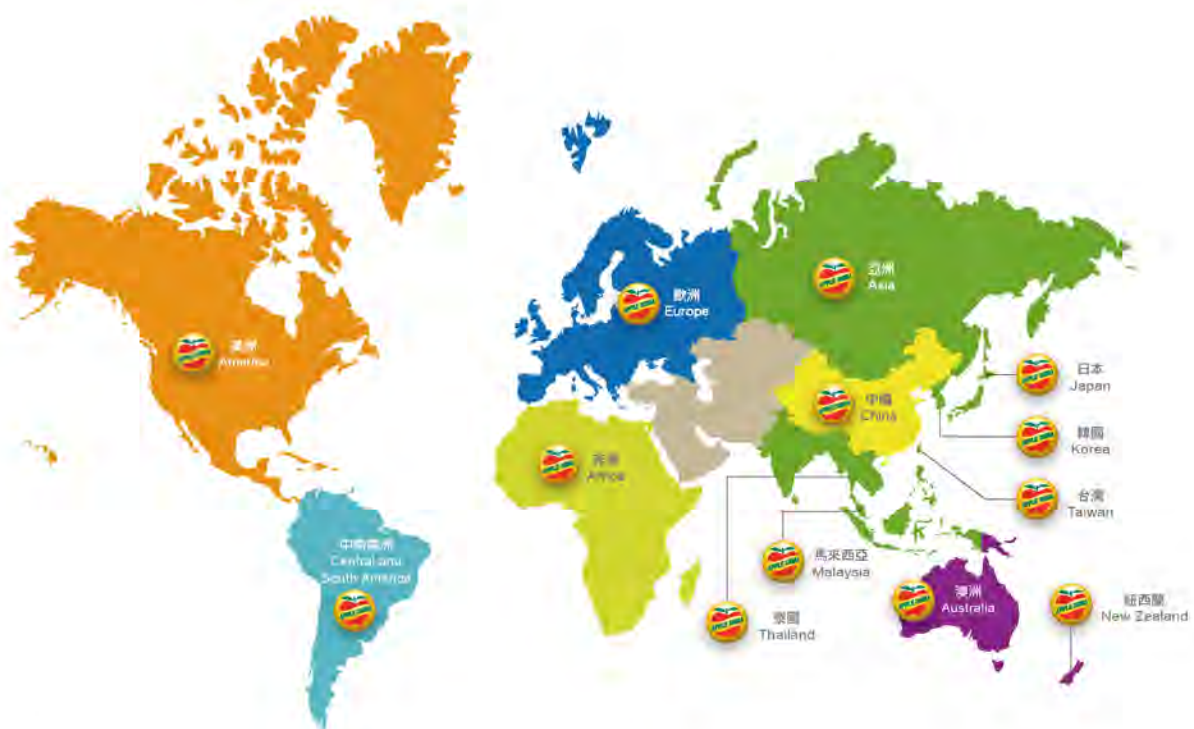 美洲
America
中南美洲
Central and
South America
歐洲
Europe
非洲
Africa
亞洲
Asia
中國
China
日本
Japan
韓國
Korea
台灣
Taiwan
馬來西亞
Malaysia
泰國
Thailand
澳洲
Australia
紐西蘭
New Zealand